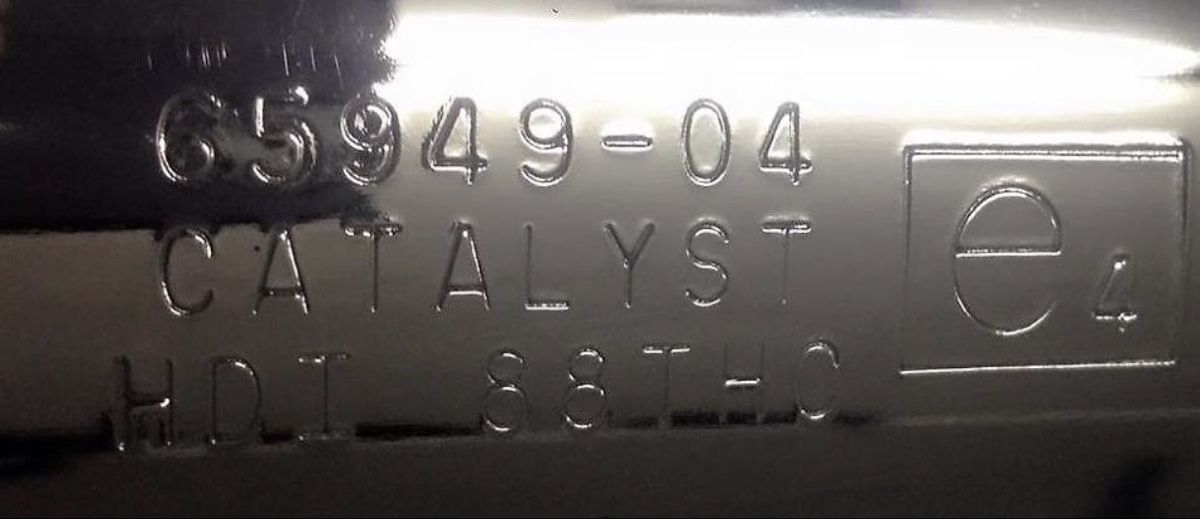 65949-04
CATALYST
HDI 88THC
e4